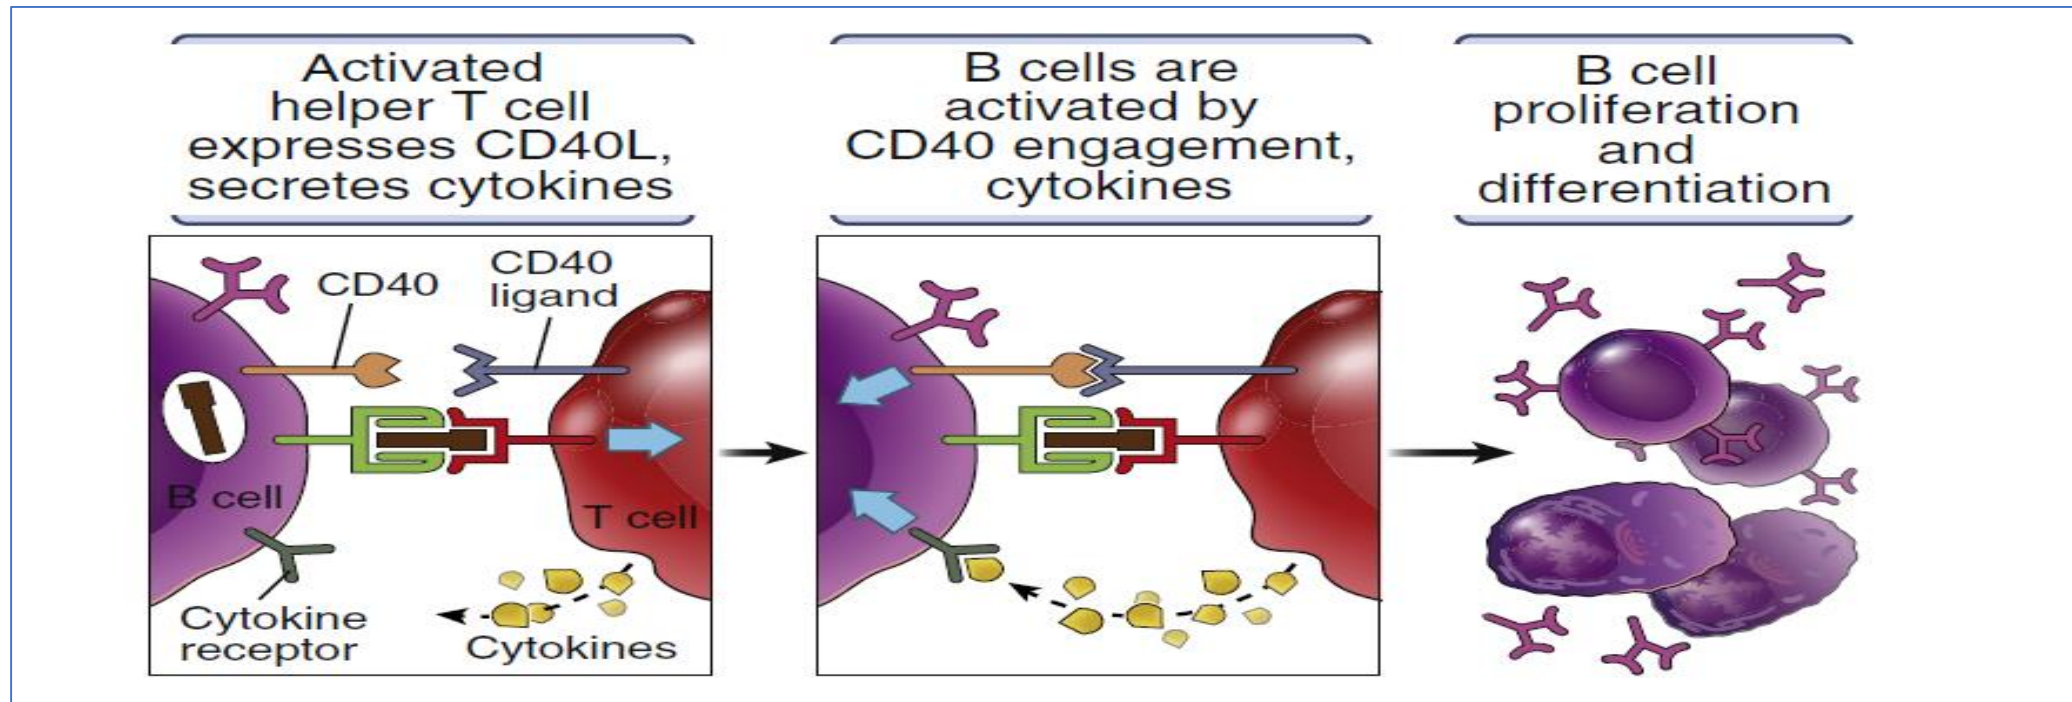 Activated
helper T cell
expresses CD40L,
secretes cytokines
B cells are
activated by
CD40 engagement,
cytokines
B cell
proliferation
and
differentiation
CD40
CD40
ligand
B cell
T cell
Cytokine
receptor
Cytokines